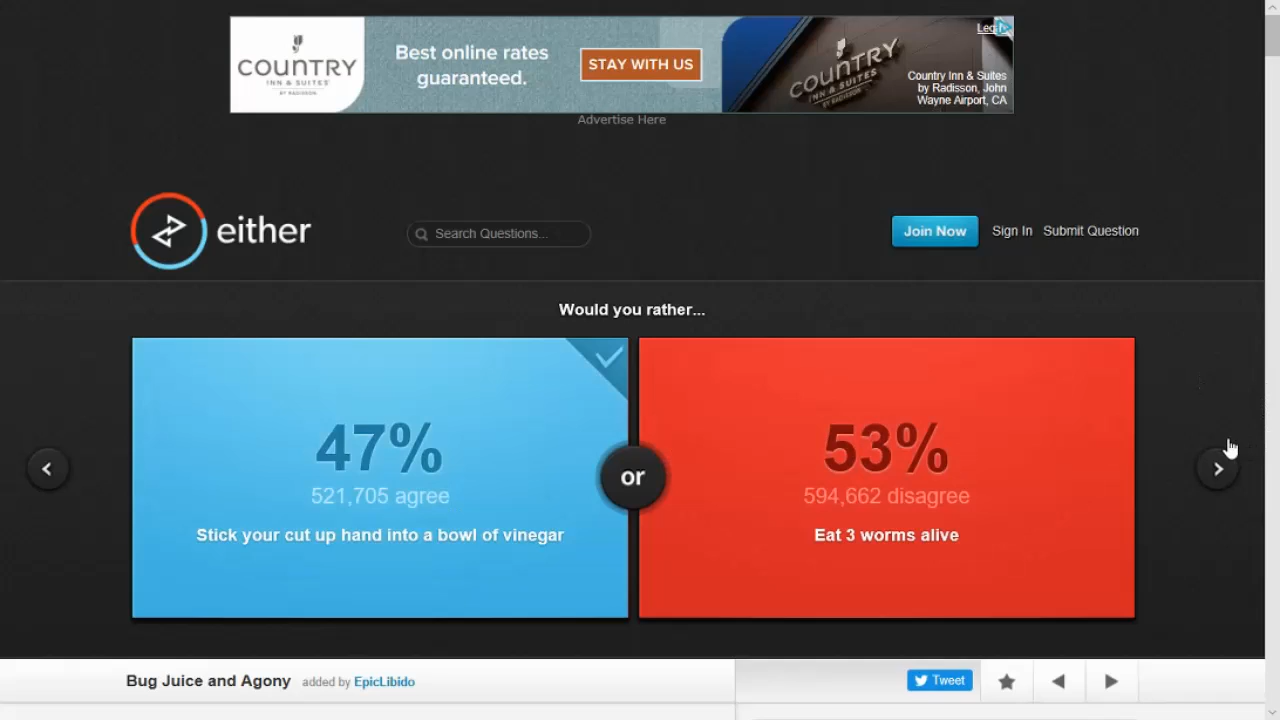 COUNTRY
INN & SUITES
BY RADISSON
Best online rates
guaranteed.
STAY WITH US
COUNTRY
INN & SUITES
Country Inn & Suites
by Radisson, John
Wayne Airport, CA
Advertise Here
either
Search Questions...
Join Now
Sign In
Submit Question
Would you rather...
47%
521,705 agree
Stick your cut up hand into a bowl of vinegar
or
53%
594,662 disagree
Eat 3 worms alive
Bug Juice and Agony added by EpicLibido
Tweet